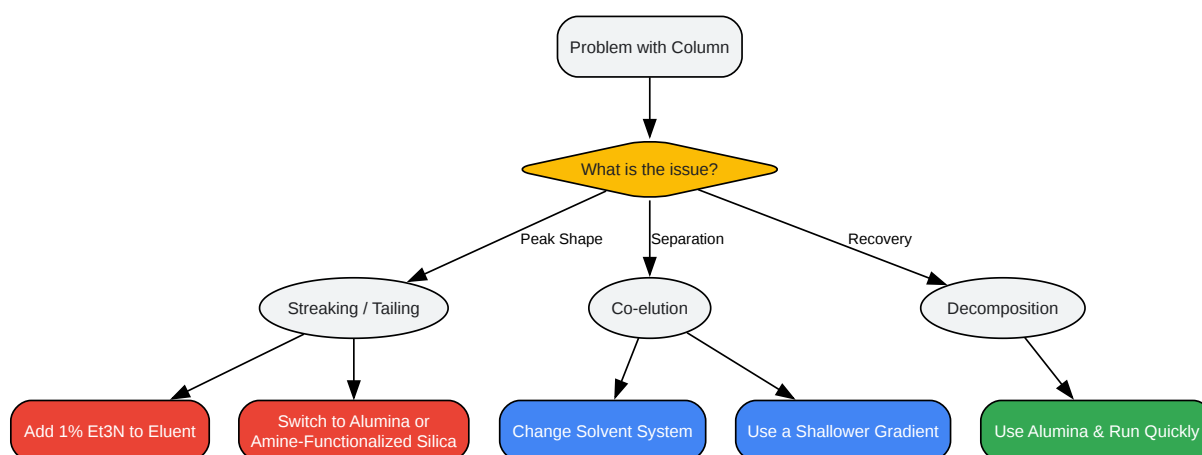 Problem with Column
What is the issue?
Peak Shape
Separation
Recovery
Streaking / Tailing
Co-elution
Decomposition
Add 1% Et3N to Eluent
Switch to Alumina or
Amine-Functionalized Silica
Change Solvent System
Use a Shallower Gradient
Use Alumina & Run Quickly